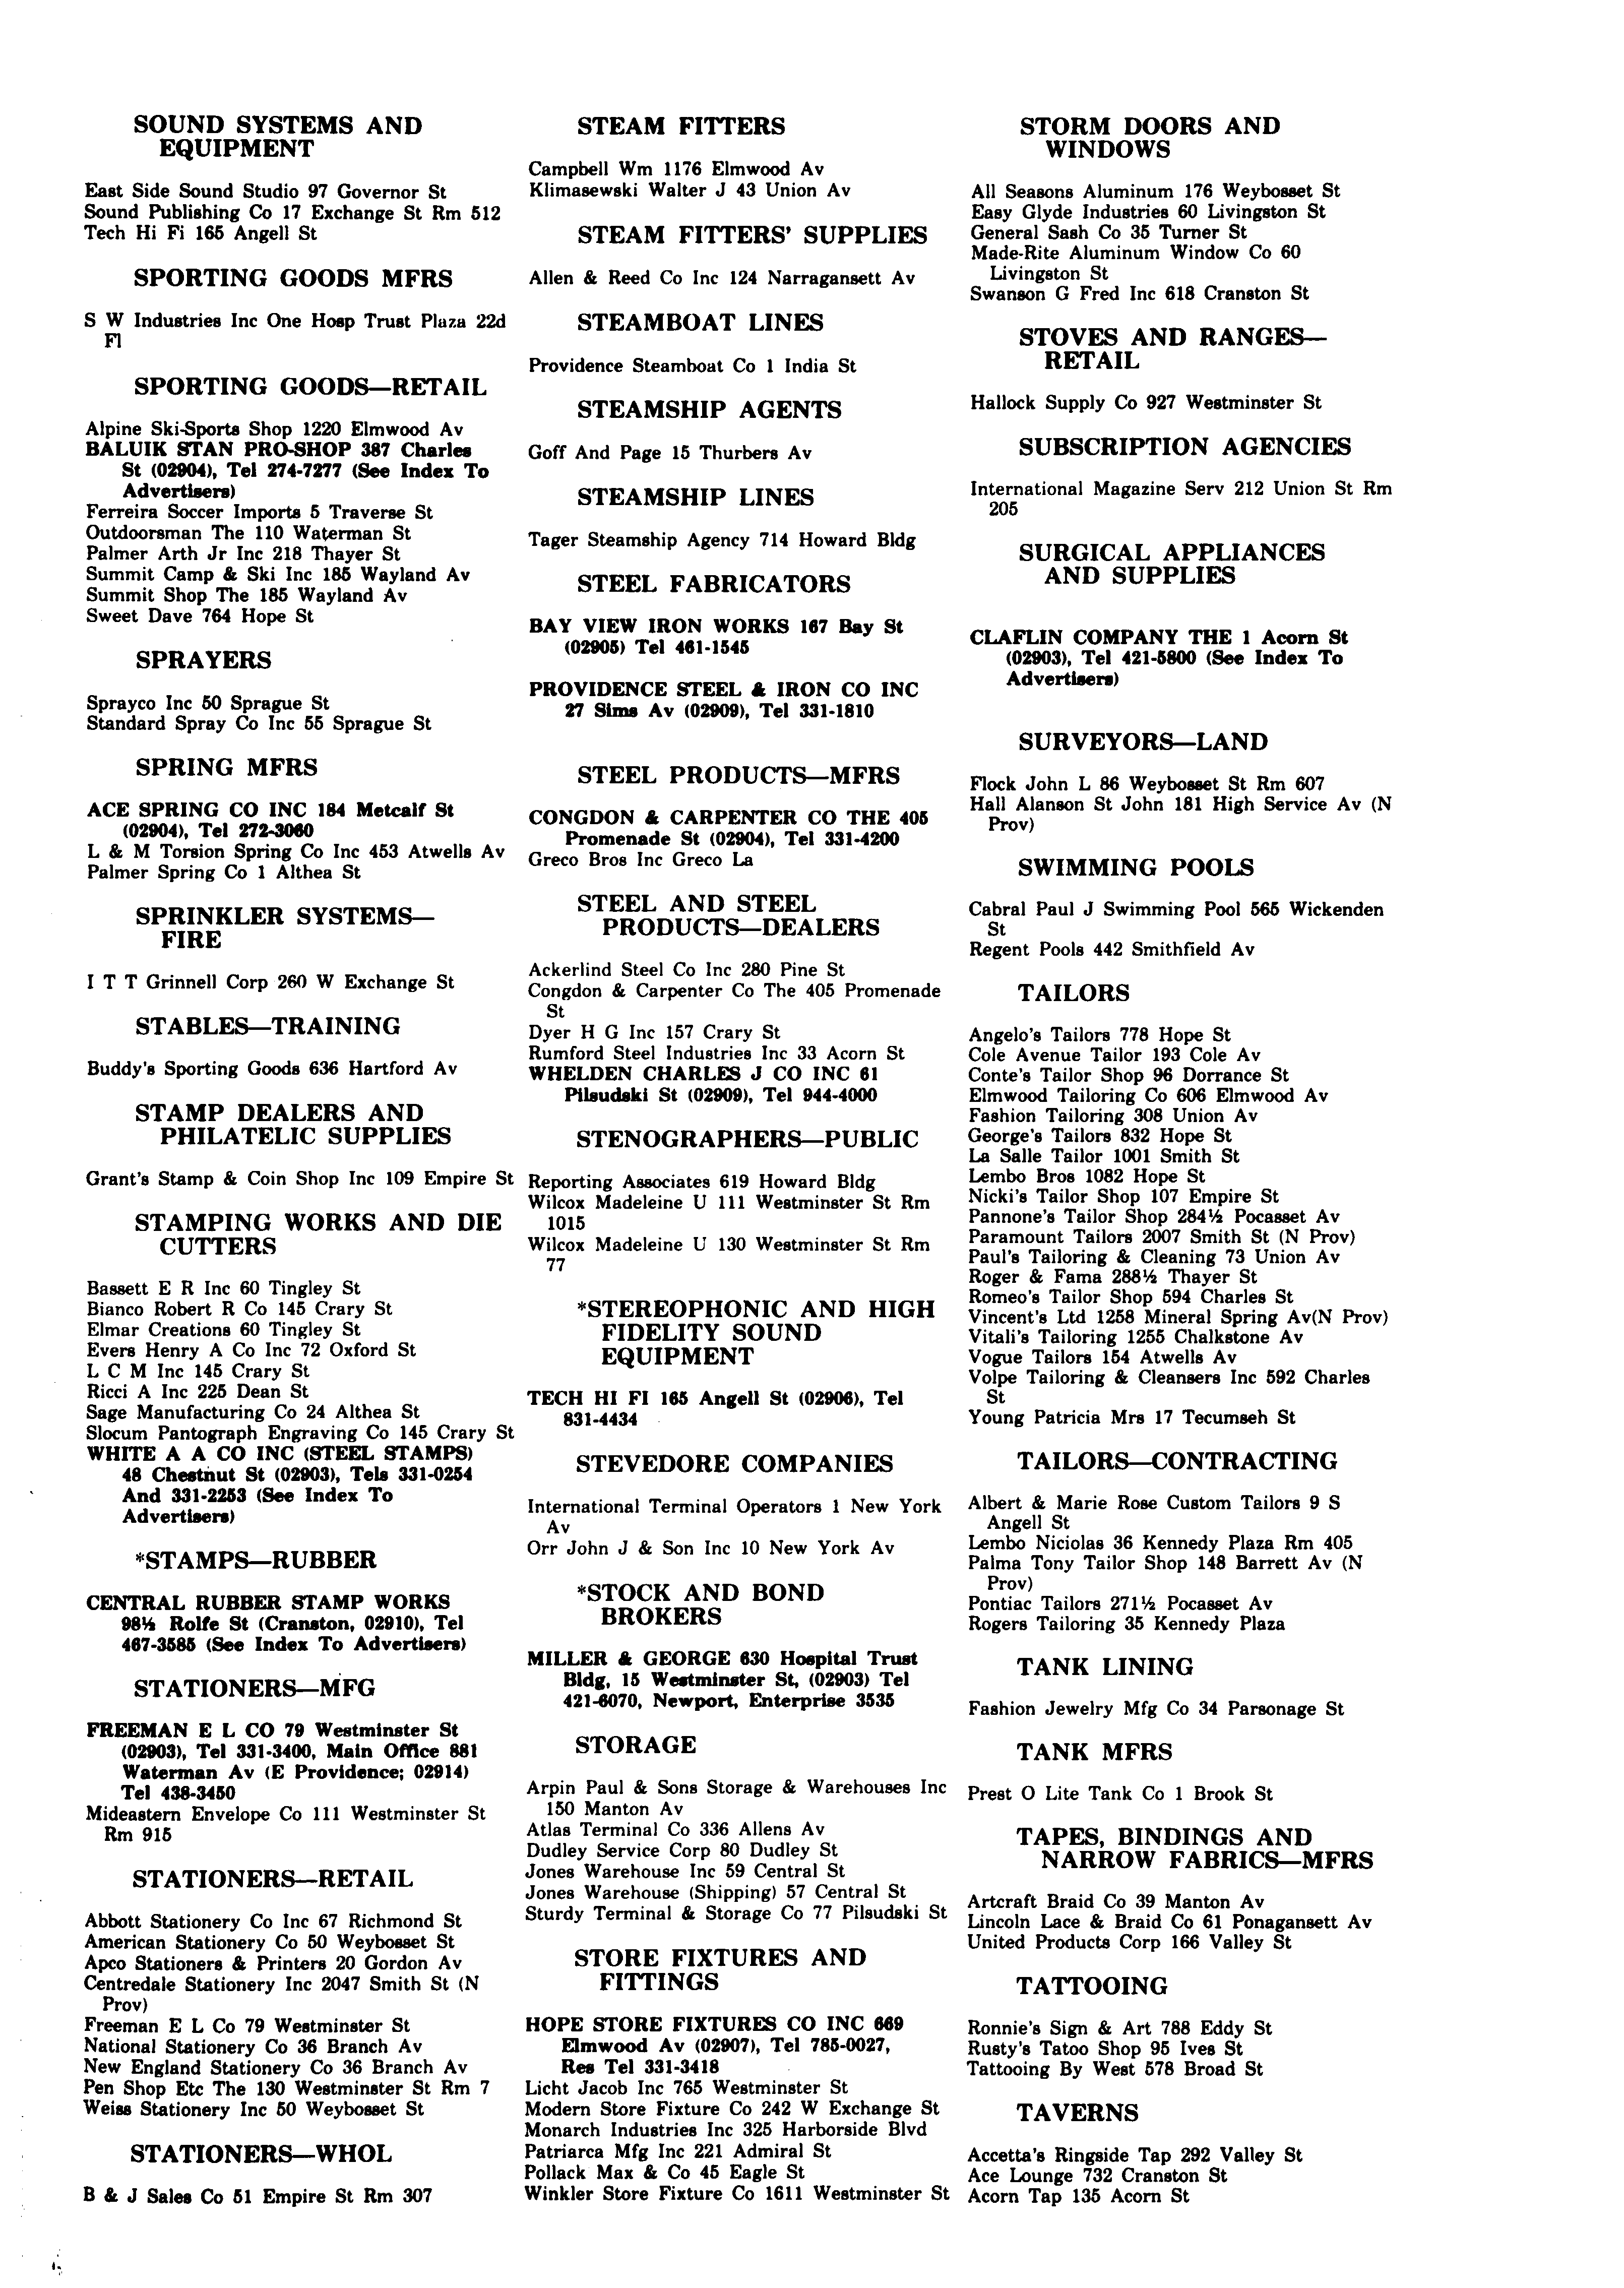 SOUND SYSTEMS AND
EQUIPMENT
East Side Sound Studio 97 Governor St
Sound Publishing Co 17 Exchange St Rm 512
Tech Hi Fi 165 Angell St
SPORTING GOODS MFRS
S W Industries Inc One Hosp Trust Plaza 22d
Fl
SPORTING GOODS—RETAIL
Alpine Ski-Sports Shop 1220 Elmwood Av
BALUIK STAN PRO-SHOP 387 Charles
St (02904), Tel 274-7277 (See Index To
Advertisers)
Ferreira Soccer Imports 5 Traverse St
Outdoorsman The 110 Waterman St
Palmer Arth Jr Inc 218 Thayer St
Summit Camp & Ski Inc 185 Wayland Av
Summit Shop The 185 Wayland Av
Sweet Dave 764 Hope St
SPRAYERS
Sprayco Inc 50 Sprague St
Standard Spray Co Inc 55 Sprague St
SPRING MFRS
ACE SPRING CO INC 184 Metcalf St
(02904), Tel 272-3060
L & M Torsion Spring Co Inc 453 Atwells Av
Palmer Spring Co 1 Althea St
SPRINKLER SYSTEMS—
FIRE
I T T Grinnell Corp 260 W Exchange St
STABLES—TRAINING
Buddy's Sporting Goods 636 Hartford Av
STAMP DEALERS AND
PHILATELIC SUPPLIES
Grant's Stamp & Coin Shop Inc 109 Empire St
STAMPING WORKS AND DIE
CUTTERS
Bassett E R Inc 60 Tingley St
Bianco Robert R Co 145 Crary St
Elmar Creations 60 Tingley St
Evers Henry A Co Inc 72 Oxford St
L C M Inc 145 Crary St
Ricci A Inc 225 Dean St
Sage Manufacturing Co 24 Althea St
Slocum Pantograph Engraving Co 145 Crary St
WHITE A A CO INC (STEEL STAMPS)
48 Chestnut St (02903), Tels 331-0254
And 331-2253 (See Index To
Advertisers)
*STAMPS—RUBBER
CENTRAL RUBBER STAMP WORKS
98½ Rolfe St (Cranston, 02910), Tel
467-3585 (See Index To Advertisers)
STATIONERS—MFG
FREEMAN E L CO 79 Westminster St
(02903), Tel 331-3400, Main Office 881
Waterman Av (E Providence; 02914)
Tel 438-3450
Mideastern Envelope Co 111 Westminster St
Rm 915
STATIONERS—RETAIL
Abbott Stationery Co Inc 67 Richmond St
American Stationery Co 50 Weybosset St
Apco Stationers & Printers 20 Gordon Av
Centredale Stationery Inc 2047 Smith St (N
Prov)
Freeman E L Co 79 Westminster St
National Stationery Co 36 Branch Av
New England Stationery Co 36 Branch Av
Pen Shop Etc The 130 Westminster St Rm 7
Weiss Stationery Inc 50 Weybosset St
STATIONERS—WHOL
B & J Sales Co 51 Empire St Rm 307
STEAM FITTERS
Campbell Wm 1176 Elmwood Av
Klimasewski Walter J 43 Union Av
STEAM FITTERS' SUPPLIES
Allen & Reed Co Inc 124 Narragansett Av
STEAMBOAT LINES
Providence Steamboat Co 1 India St
STEAMSHIP AGENTS
Goff And Page 15 Thurbers Av
STEAMSHIP LINES
Tager Steamship Agency 714 Howard Bldg
STEEL FABRICATORS
BAY VIEW IRON WORKS 167 Bay St
(02905) Tel 461-1545
PROVIDENCE STEEL & IRON CO INC
27 Sims Av (02909), Tel 331-1810
STEEL PRODUCTS—MFRS
CONGDON & CARPENTER CO THE 405
Promenade St (02904), Tel 331-4200
Greco Bros Inc Greco La
STEEL AND STEEL
PRODUCTS—DEALERS
Ackerlind Steel Co Inc 280 Pine St
Congdon & Carpenter Co The 405 Promenade
St
Dyer H G Inc 157 Crary St
Rumford Steel Industries Inc 33 Acorn St
WHELDEN CHARLES J CO INC 61
Pilsudski St (02909), Tel 944-4000
STENOGRAPHERS—PUBLIC
Reporting Associates 619 Howard Bldg
Wilcox Madeleine U 111 Westminster St Rm
1015
Wilcox Madeleine U 130 Westminster St Rm
77
*STEREOPHONIC AND HIGH
FIDELITY SOUND
EQUIPMENT
TECH HI FI 165 Angell St (02906), Tel
831-4434
STEVEDORE COMPANIES
International Terminal Operators 1 New York
Av
Orr John J & Son Inc 10 New York Av
*STOCK AND BOND
BROKERS
MILLER & GEORGE 630 Hospital Trust
Bldg, 15 Westminster St, (02903) Tel
421-6070, Newport, Enterprise 3535
STORAGE
Arpin Paul & Sons Storage & Warehouses Inc
150 Manton Av
Atlas Terminal Co 336 Allens Av
Dudley Service Corp 80 Dudley St
Jones Warehouse Inc 59 Central St
Jones Warehouse (Shipping) 57 Central St
Sturdy Terminal & Storage Co 77 Pilsudski St
STORE FIXTURES AND
FITTINGS
HOPE STORE FIXTURES CO INC 669
Elmwood Av (02907), Tel 785-0027,
Res Tel 331-3418
Licht Jacob Inc 765 Westminster St
Modern Store Fixture Co 242 W Exchange St
Monarch Industries Inc 325 Harborside Blvd
Patriarca Mfg Inc 221 Admiral St
Pollack Max & Co 45 Eagle St
Winkler Store Fixture Co 1611 Westminster St
STORM DOORS AND
WINDOWS
All Seasons Aluminum 176 Weybosset St
Easy Glyde Industries 60 Livingston St
General Sash Co 35 Turner St
Made-Rite Aluminum Window Co 60
Livingston St
Swanson G Fred Inc 618 Cranston St
STOVES AND RANGES—
RETAIL
Hallock Supply Co 927 Westminster St
SUBSCRIPTION AGENCIES
International Magazine Serv 212 Union St Rm
205
SURGICAL APPLIANCES
AND SUPPLIES
CLAFLIN COMPANY THE 1 Acorn St
(02903), Tel 421-5800 (See Index To
Advertisers)
SURVEYORS—LAND
Flock John L 86 Weybosset St Rm 607
Hall Alanson St John 181 High Service Av (N
Prov)
SWIMMING POOLS
Cabral Paul J Swimming Pool 565 Wickenden
St
Regent Pools 442 Smithfield Av
TAILORS
Angelo's Tailors 778 Hope St
Cole Avenue Tailor 193 Cole Av
Conte's Tailor Shop 96 Dorrance St
Elmwood Tailoring Co 606 Elmwood Av
Fashion Tailoring 308 Union Av
George's Tailors 832 Hope St
La Salle Tailor 1001 Smith St
Lembo Bros 1082 Hope St
Nicki's Tailor Shop 107 Empire St
Pannone's Tailor Shop 284½ Pocasset Av
Paramount Tailors 2007 Smith St (N Prov)
Paul's Tailoring & Cleaning 73 Union Av
Roger & Fama 288½ Thayer St
Romeo's Tailor Shop 594 Charles St
Vincent's Ltd 1258 Mineral Spring Av(N Prov)
Vitali's Tailoring 1255 Chalkstone Av
Vogue Tailors 154 Atwells Av
Volpe Tailoring & Cleansers Inc 592 Charles
St
Young Patricia Mrs 17 Tecumseh St
TAILORS—CONTRACTING
Albert & Marie Rose Custom Tailors 9 S
Angell St
Lembo Niciolas 36 Kennedy Plaza Rm 405
Palma Tony Tailor Shop 148 Barrett Av (N
Prov)
Pontiac Tailors 271½ Pocasset Av
Rogers Tailoring 35 Kennedy Plaza
TANK LINING
Fashion Jewelry Mfg Co 34 Parsonage St
TANK MFRS
Prest O Lite Tank Co 1 Brook St
TAPES, BINDINGS AND
NARROW FABRICS—MFRS
Artcraft Braid Co 39 Manton Av
Lincoln Lace & Braid Co 61 Ponagansett Av
United Products Corp 166 Valley St
TATTOOING
Ronnie's Sign & Art 788 Eddy St
Rusty's Tatoo Shop 95 Ives St
Tattooing By West 578 Broad St
TAVERNS
Accetta's Ringside Tap 292 Valley St
Ace Lounge 732 Cranston St
Acorn Tap 135 Acorn St